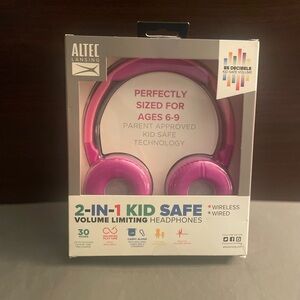 ALTEC
LANSING
85 DECIBELS
KID SAFE VOLUME
PERFECTLY
SIZED FOR
AGES 6-9
PARENT APPROVED
KID SAFE
TECHNOLOGY
2-IN-1 KID SAFE
VOLUME LIMITING HEADPHONES
• WIRELESS
• WIRED
30